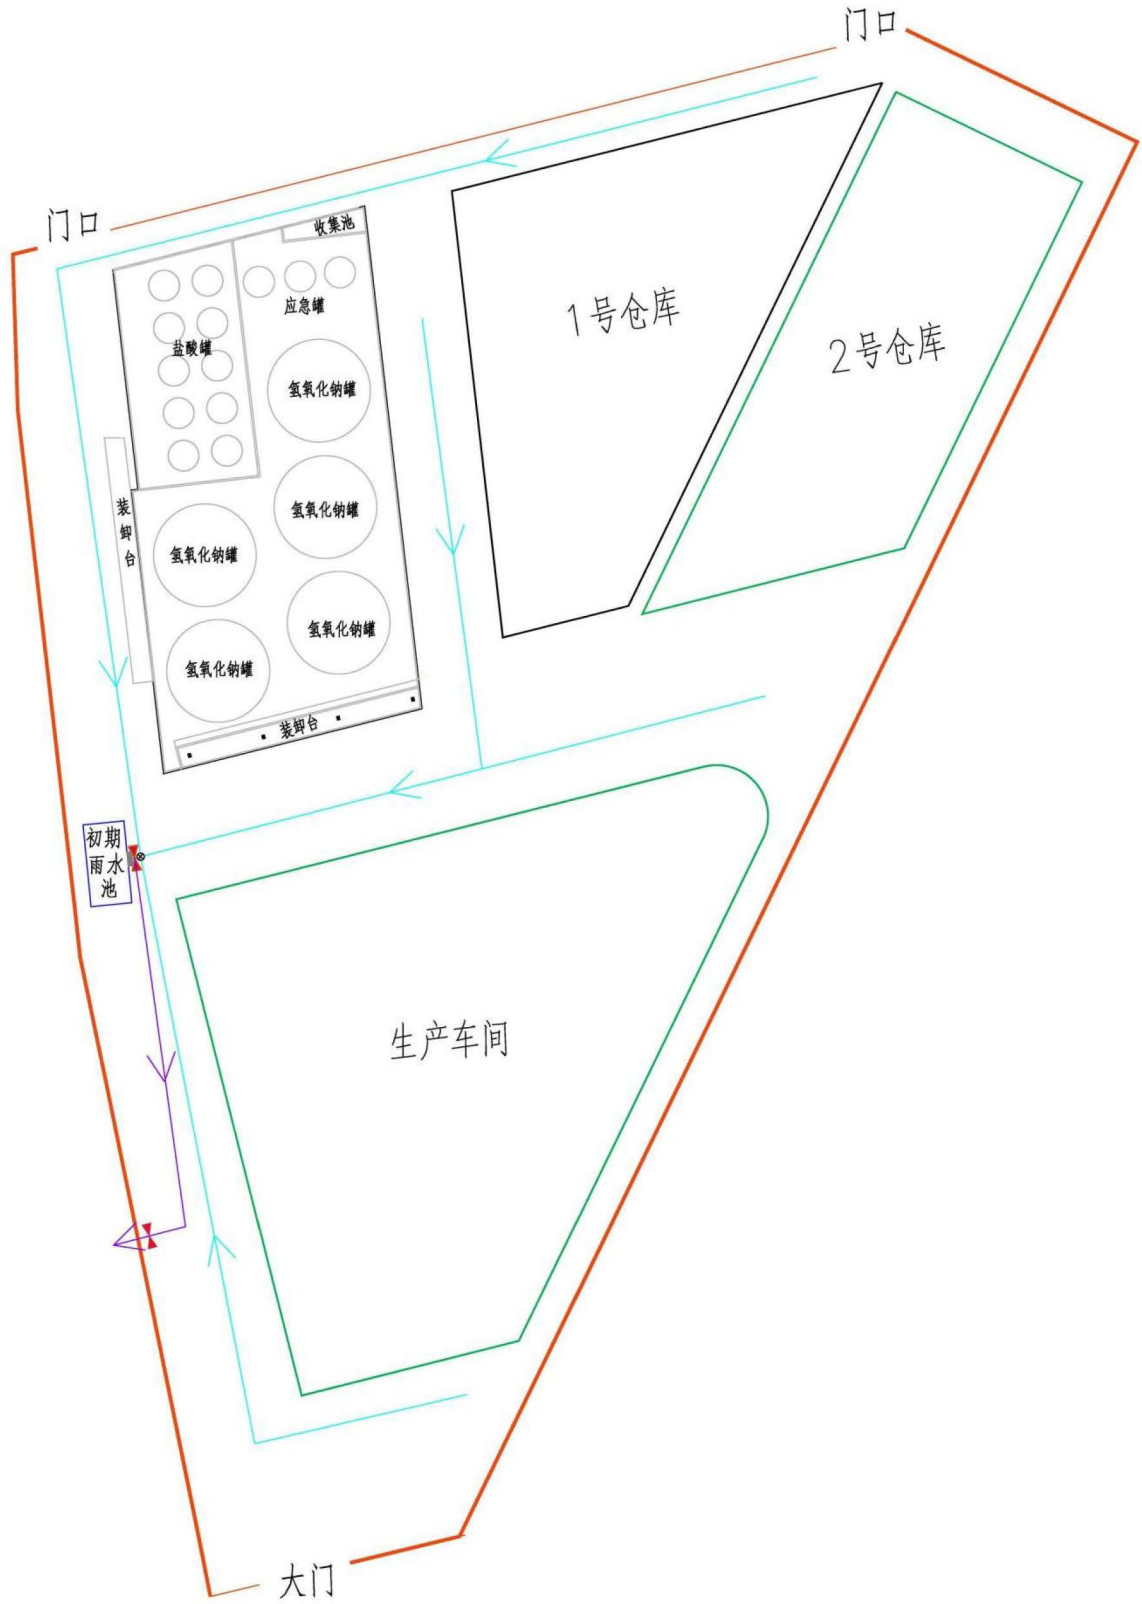 门口
门口
收集池
应急罐
盐酸罐
1号仓库
2号仓库
氢氧化钠罐
氢氧化钠罐
装卸台
氢氧化钠罐
氢氧化钠罐
氢氧化钠罐
装卸台
初期
雨水
池
生产车间
大门